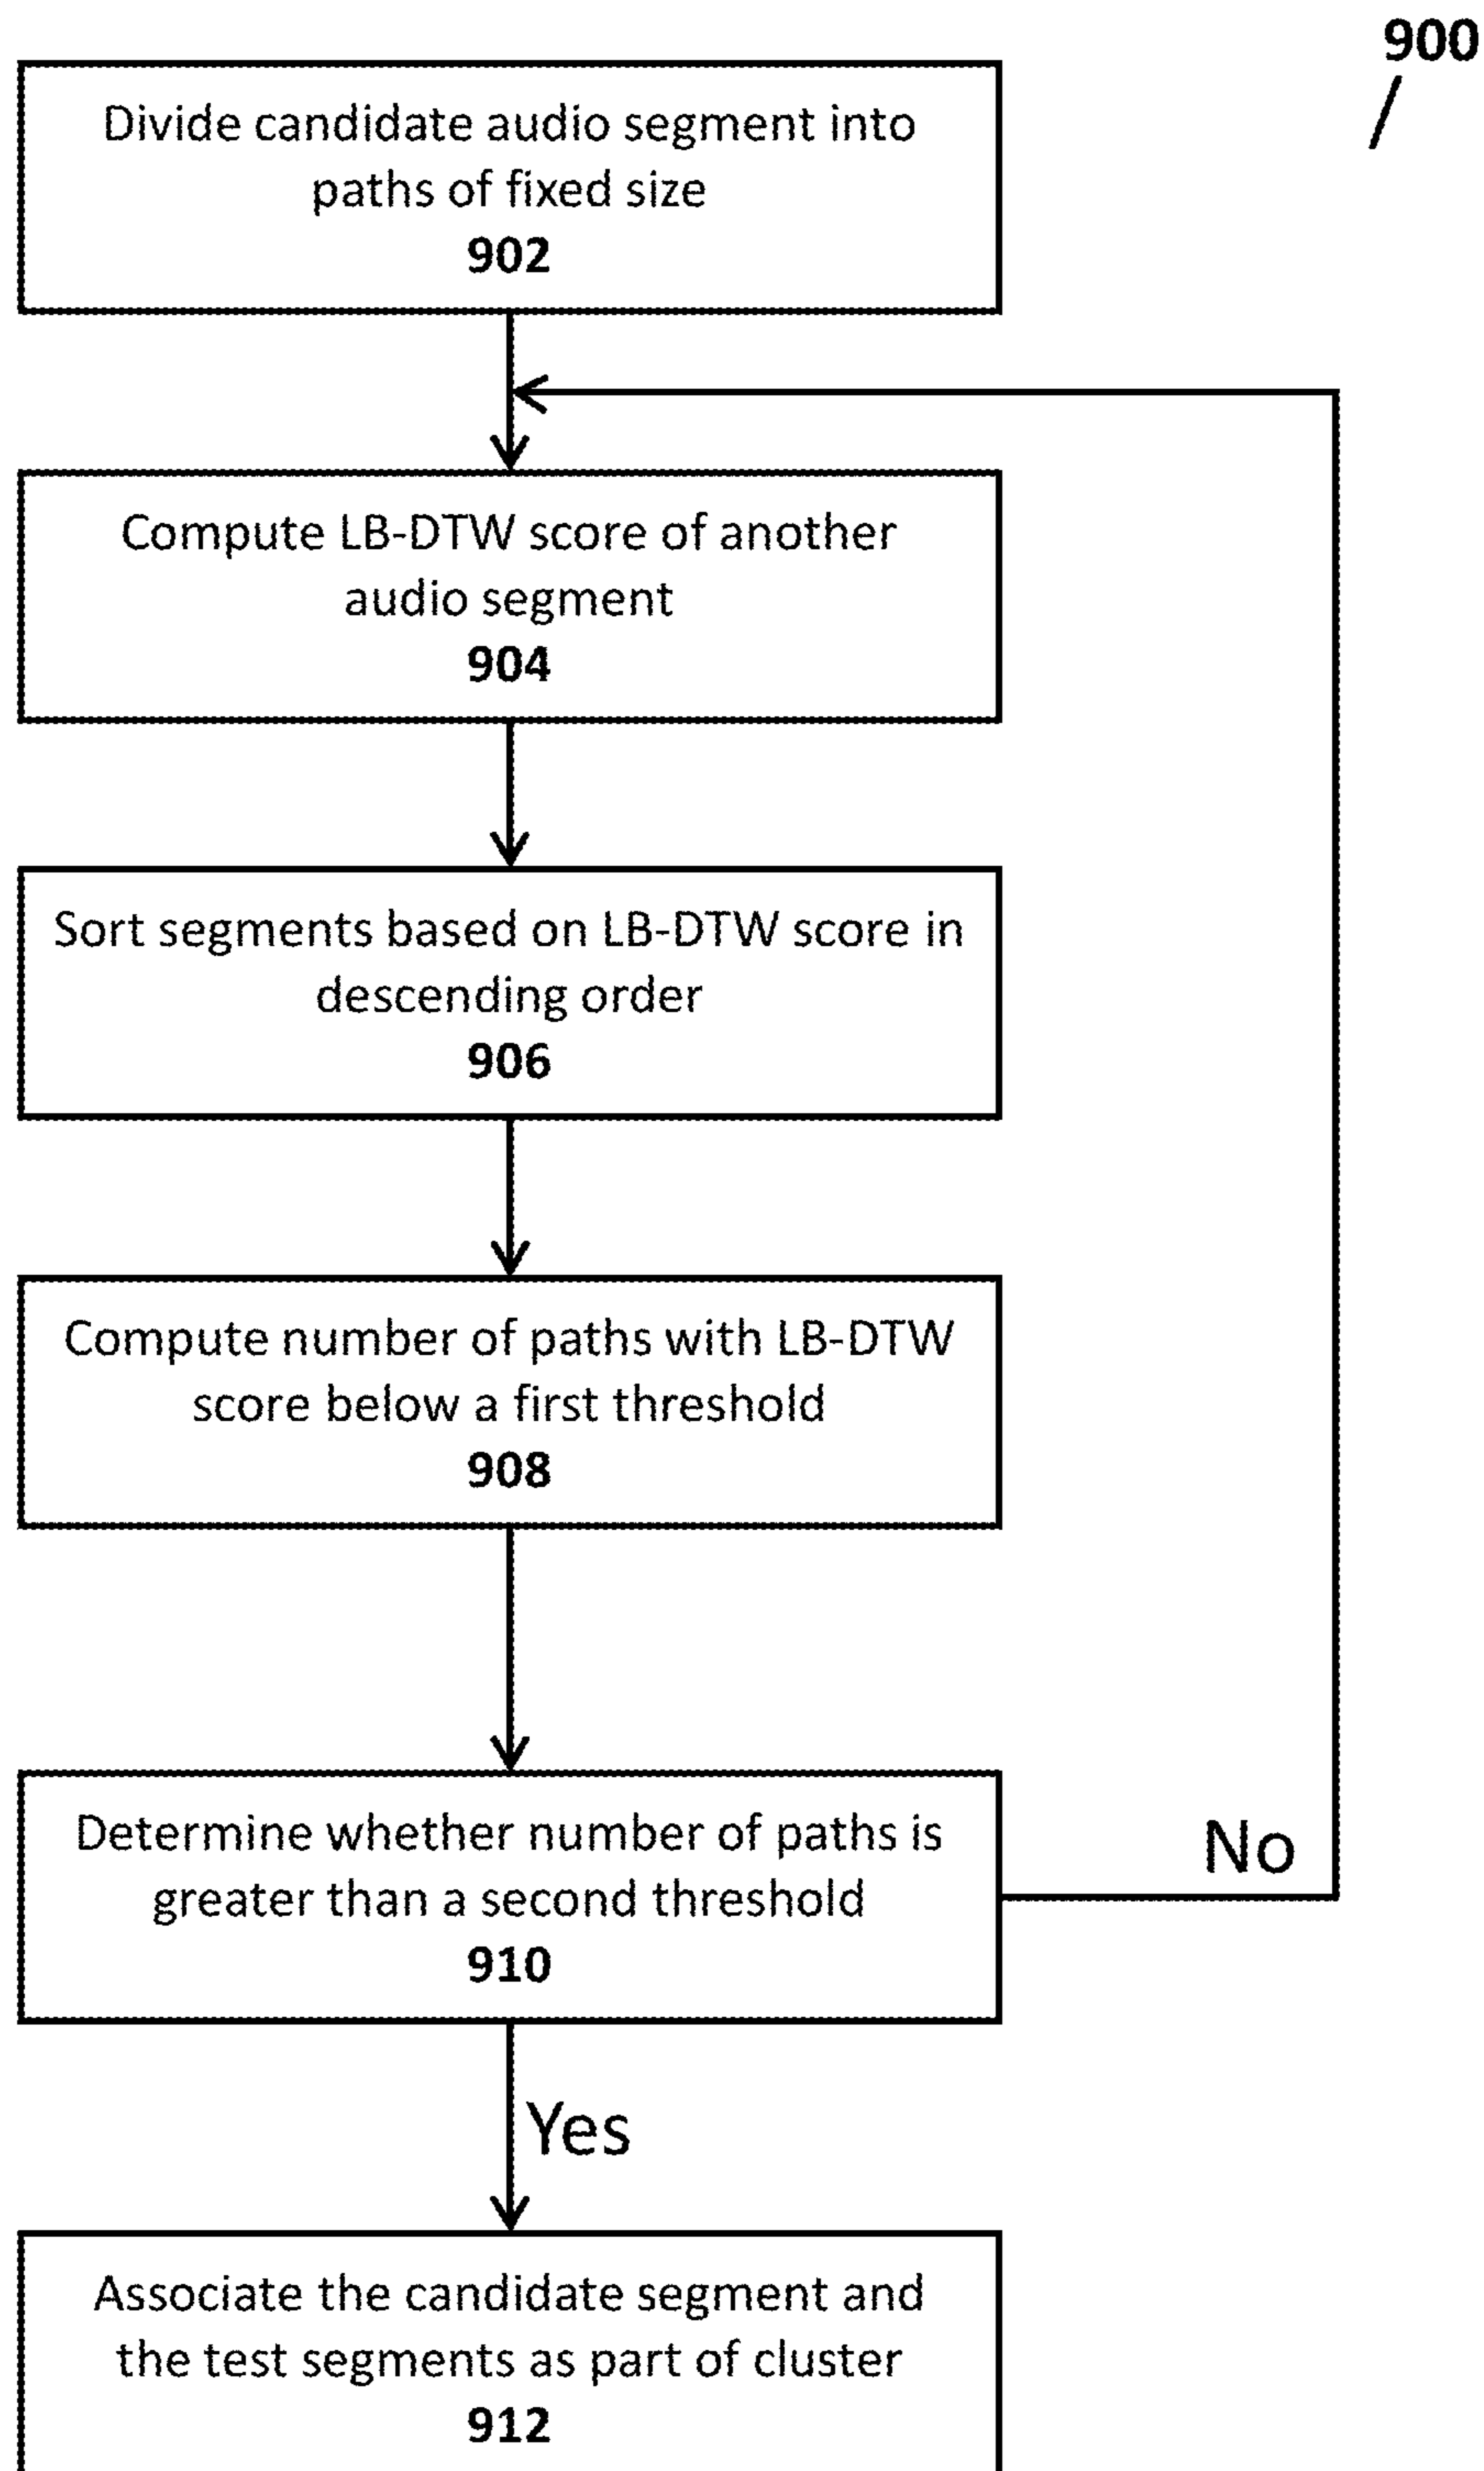 900
Divide candidate audio segment into
paths of fixed size
902
Compute LB-DTW score of another
audio segment
904
Sort segments based on LB-DTW score in
descending order
906
Compute number of paths with LB-DTW
score below a first threshold
908
Determine whether number of paths is
greater than a second threshold
910
No
Yes
Associate the candidate segment and
the test segments as part of cluster
912